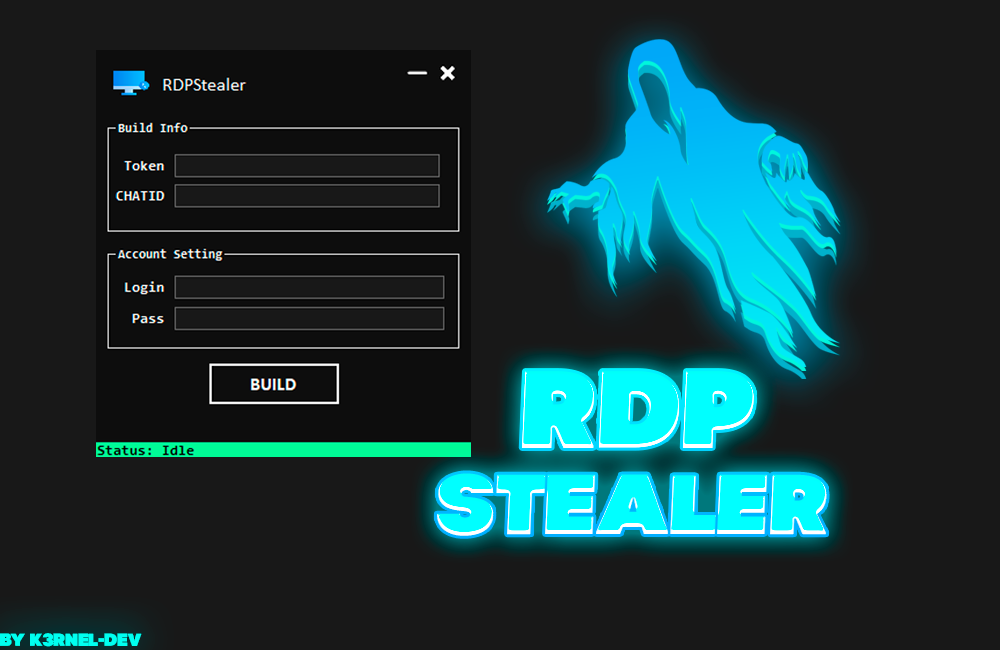 RDPStealer
Build Info
Token
CHATID
Account Setting
Login
Pass
BUILD
Status: Idle
RDP
STEALER
BY K3RNEL-DEV